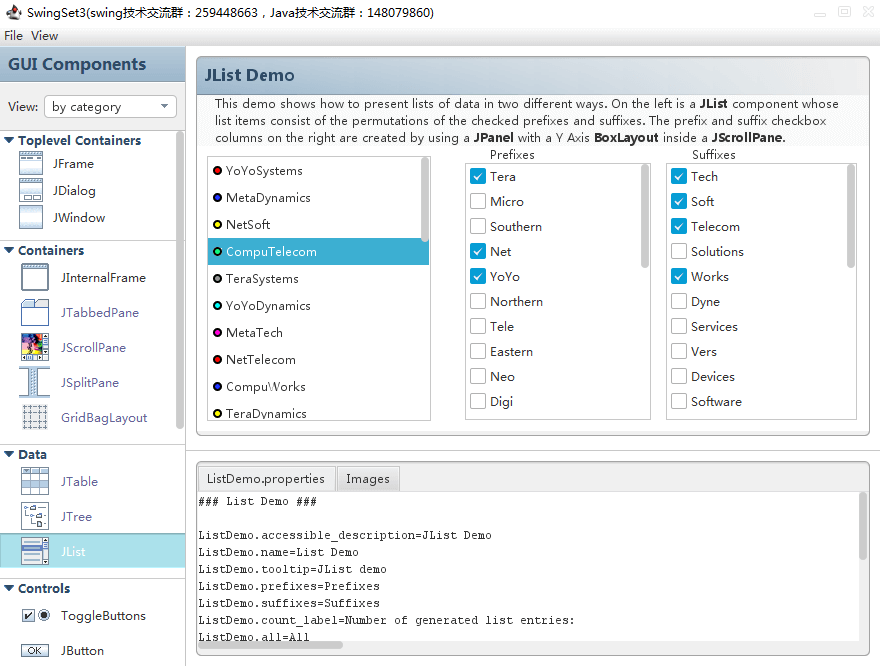 SwingSet3(swing技术交流群：259448663，Java技术交流群：148079860)
File View
GUI Components
View: by category
Toplevel Containers
JFrame
JDialog
JWindow
Containers
JInternalFrame
JTabbedPane
JScrollPane
JSplitPane
GridBagLayout
Data
JTable
JTree
JList
Controls
ToggleButtons
OK JButton
JList Demo
This demo shows how to present lists of data in two different ways. On the left is a JList component whose
list items consist of the permutations of the checked prefixes and suffixes. The prefix and suffix checkbox
columns on the right are created by using a JPanel with a Y Axis BoxLayout inside a JScrollPane.
YoYoSystems
MetaDynamics
NetSoft
CompuTelecom
TeraSystems
YoYoDynamics
MetaTech
NetTelecom
CompuWorks
TeraDynamics
Prefixes
Tera
Micro
Southern
Net
YoYo
Northern
Tele
Eastern
Neo
Digi
Suffixes
Tech
Soft
Telecom
Solutions
Works
Dyne
Services
Vers
Devices
Software
ListDemo.properties Images
### List Demo ###
ListDemo.accessible_description=JList Demo
ListDemo.name=List Demo
ListDemo.tooltip=JList demo
ListDemo.prefixes=Prefixes
ListDemo.suffixes=Suffixes
ListDemo.count_label=Number of generated list entries:
ListDemo.all=All